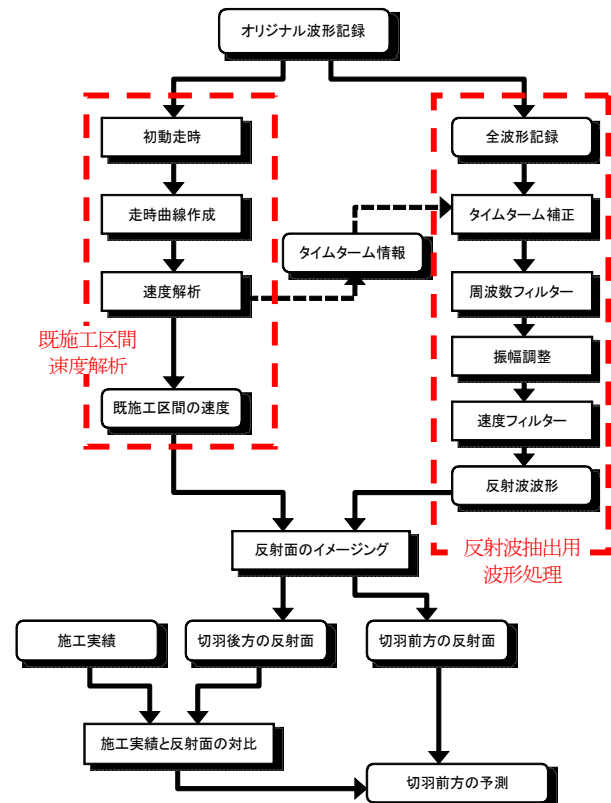 オリジナル波形記録
初動走時
走時曲線作成
速度解析
既施工区間
速度解析
既施工区間の速度
タイムターム情報
全波形記録
タイムターム補正
周波数フィルター
振幅調整
速度フィルター
反射波波形
反射波抽出用
波形処理
反射面のイメージング
施工実績
切羽後方の反射面
切羽前方の反射面
施工実績と反射面の対比
切羽前方の予測